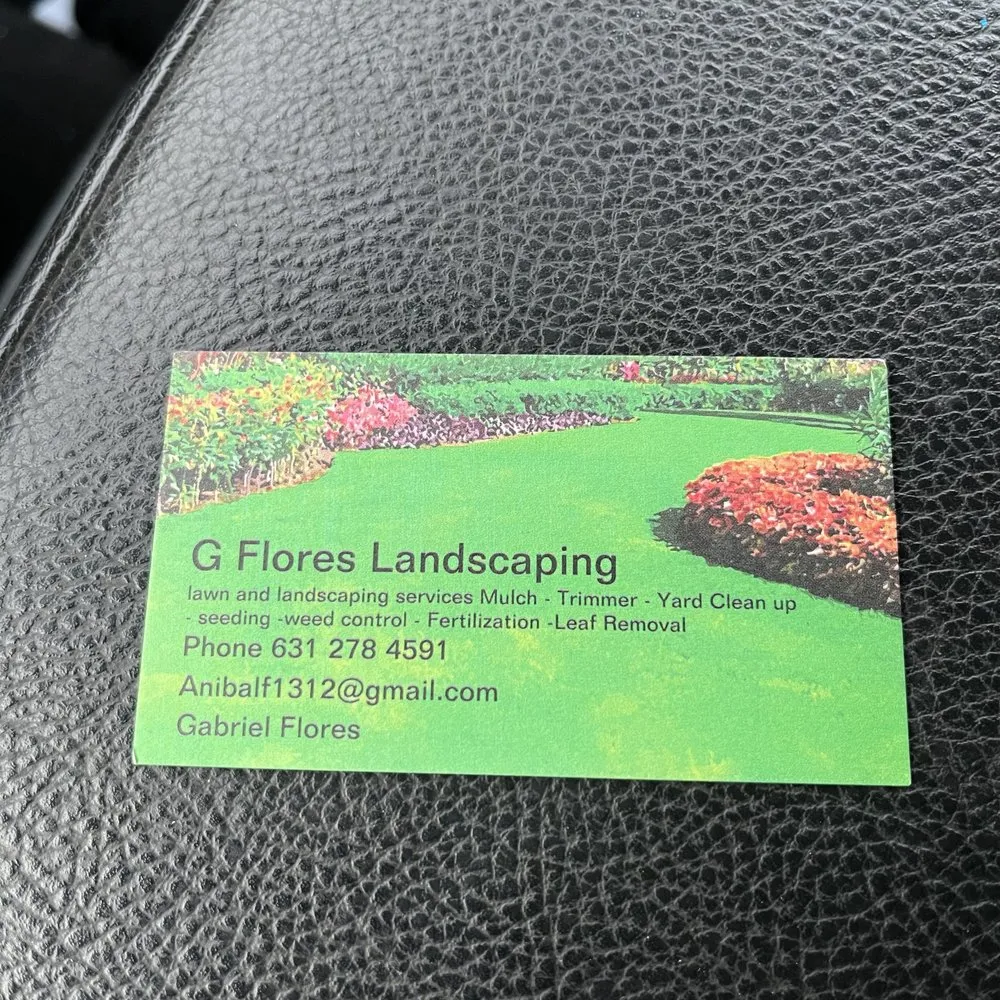 G Flores Landscaping
lawn and landscaping services Mulch - Trimmer - Yard Clean up
- seeding -weed control - Fertilization -Leaf Removal
Phone 631 278 4591
Anibalf1312@gmail.com
Gabriel Flores